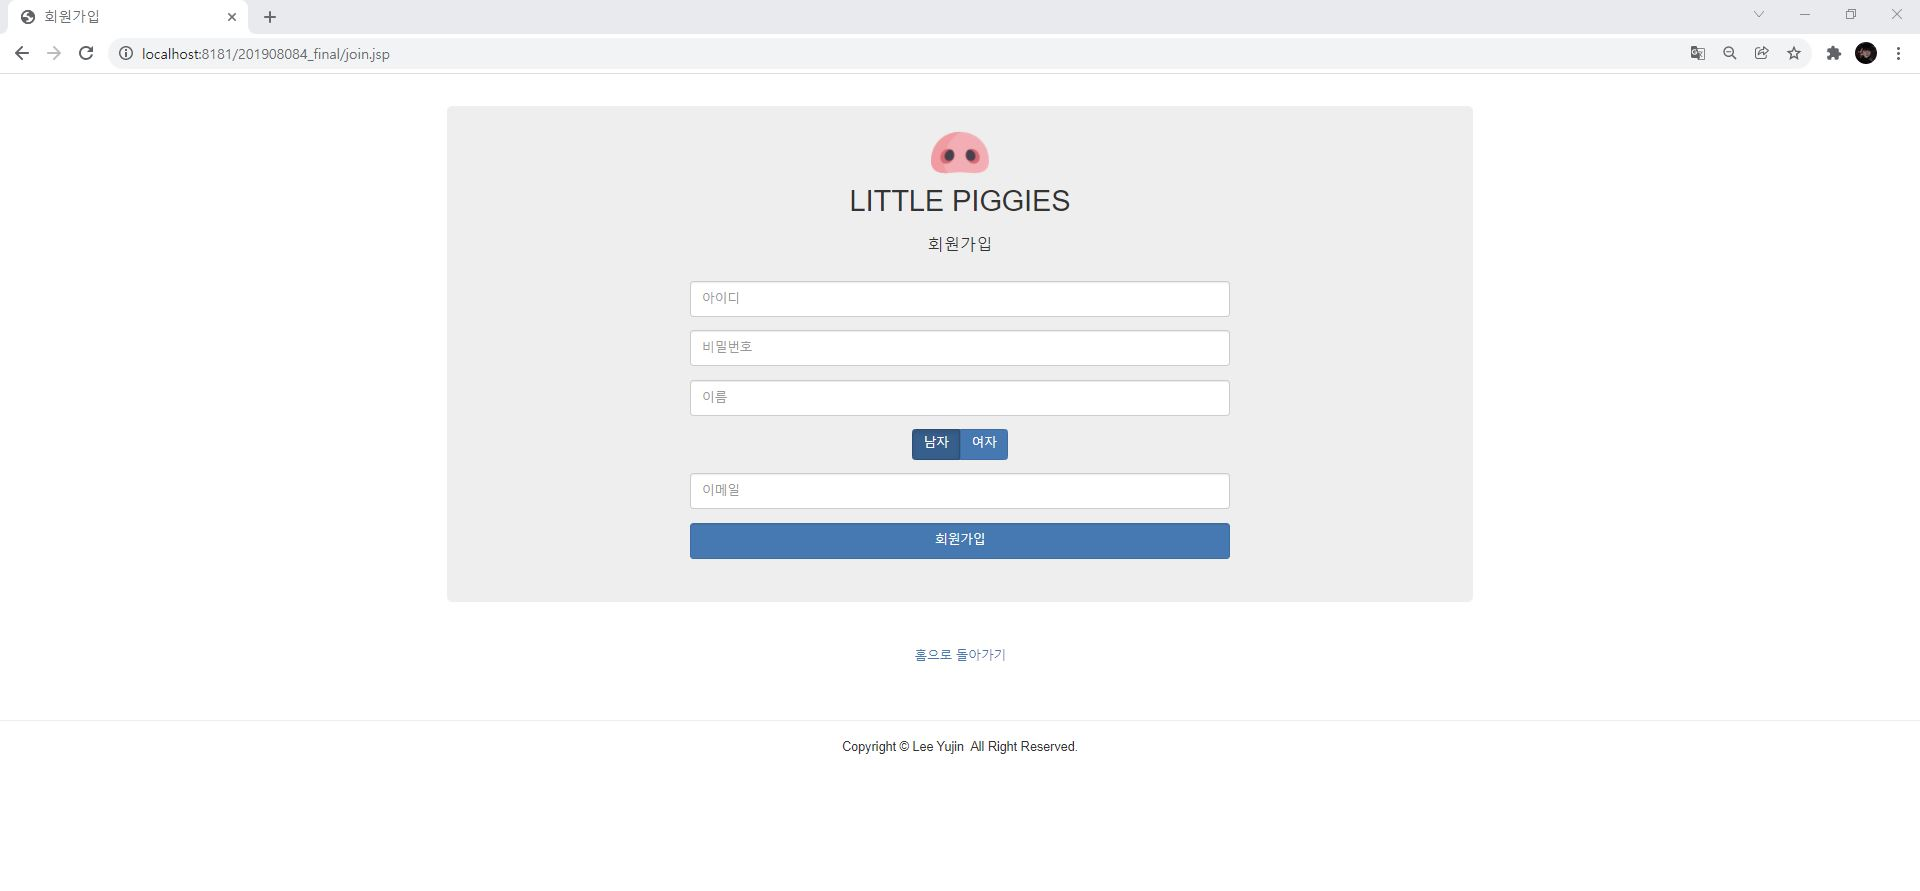 회원가입
localhost:8181/201908084_final/join.jsp
LITTLE PIGGIES
회원가입
아이디
비밀번호
이름
남자 여자
이메일
회원가입
홈으로 돌아가기
Copyright © Lee Yujin  All Right Reserved.